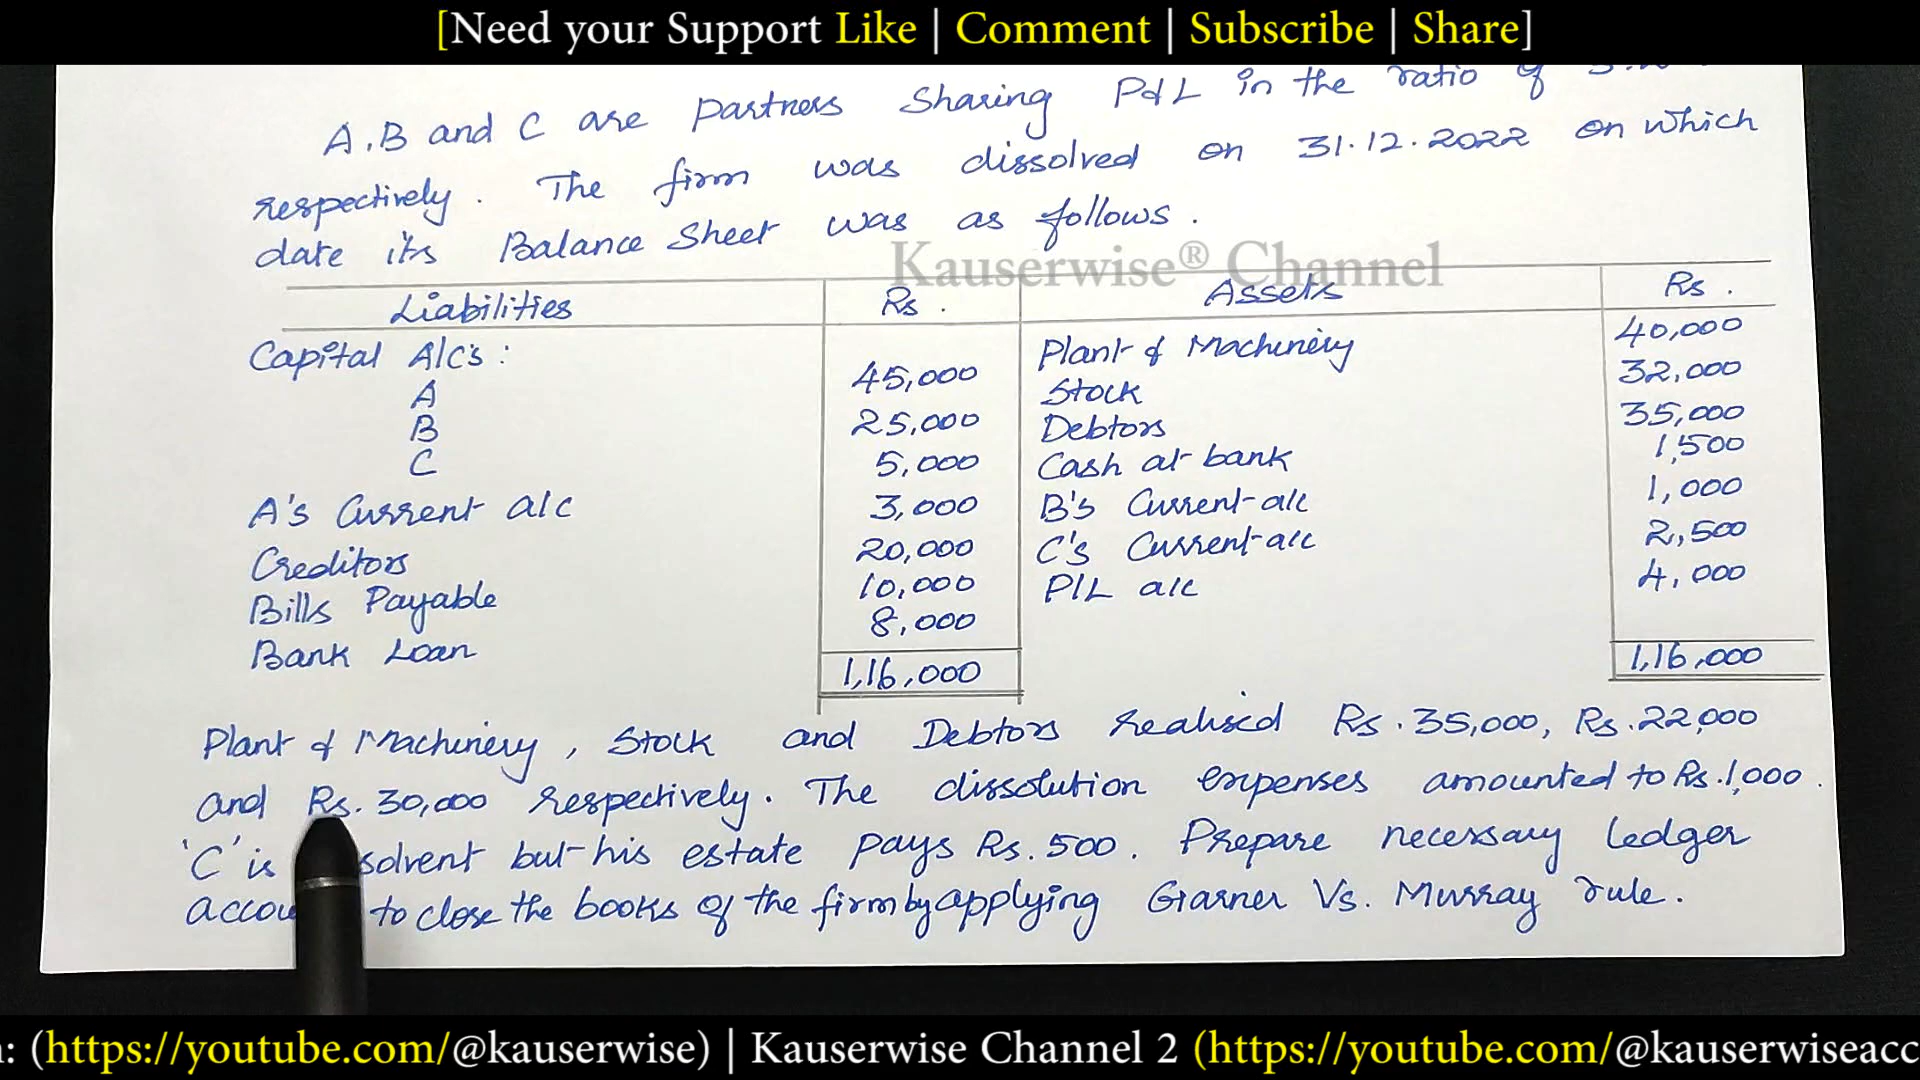 [Need your Support Like | Comment | Subscribe | Share]
A, B and C are Partners Sharing P&L in the ratio of
respectively. The firm was dissolved on 31.12.2022 on which
date its Balance Sheet was as follows.
Kauserwise® Channel
Liabilities Rs. Assets Rs.
Capital A/c's: Plant & Machinery 40,000
A 45,000 Stock 32,000
B 25,000 Debtors 35,000
C 5,000 Cash at bank 1,500
A's Current a/c 3,000 B's Current a/c 1,000
Creditors 20,000 C's Current a/c 2,500
Bills Payable 10,000 P/L a/c 4,000
Bank Loan 8,000
1,16,000 1,16,000
Plant & Machinery, Stock and Debtors realised Rs. 35,000, Rs. 22,000
and Rs. 30,000 respectively. The dissolution expenses amounted to Rs. 1,000.
'C' is solvent but his estate pays Rs. 500. Prepare necessary ledger
accou to close the books of the firm by applying Garner Vs. Murray rule.
: (https://youtube.com/@kauserwise) | Kauserwise Channel 2 (https://youtube.com/@kauserwiseacc